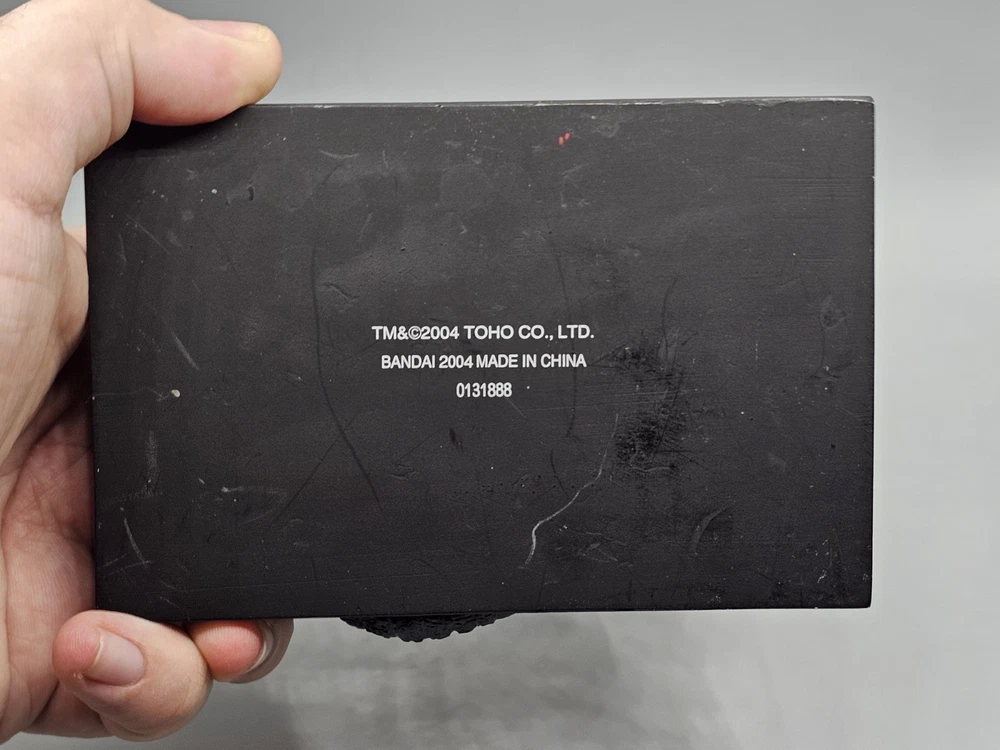 TM&©2004 TOHO CO., LTD.
BANDAI 2004 MADE IN CHINA
0131888